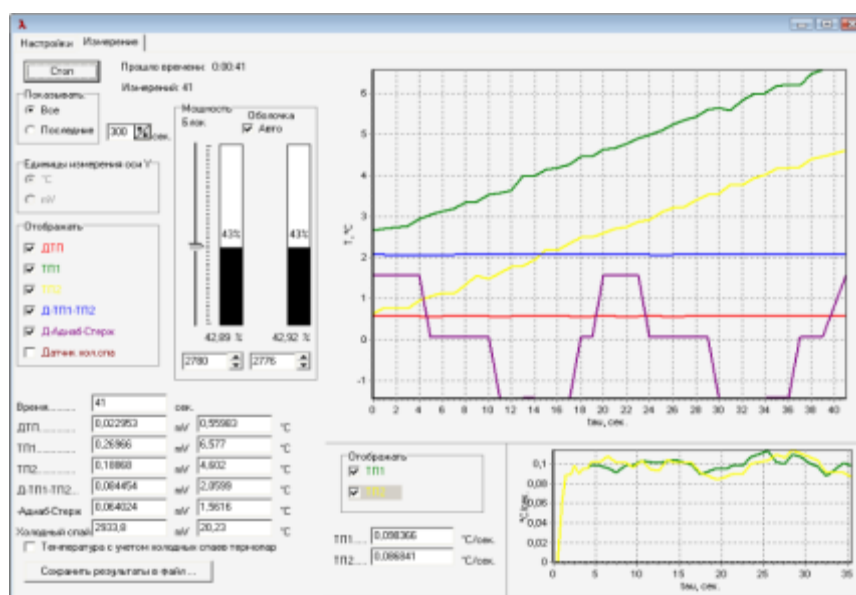 λ
Настройки Измерение
Стоп
Прошло времени: 0:00:41
Измерений: 41
Показывать:
Все
Последние 300 сек.
Мощность
Блок. Оболочка
Авто
43% 43%
42,89 % 42,92 %
2780 2776
Единицы измерения оси Y
°C
mV
Отображать
ДТП
ТП1
ТП2
Д-ТП1-ТП2
Д-Адиаб-Стерж
Датчик хол.спа
Время......... 41 сек.
ДТП............ 0,022953 mV 0,55983 °C
ТП1............ 0,26966 mV 6,577 °C
ТП2............ 0,18868 mV 4,602 °C
Д-ТП1-ТП2... 0,084454 mV 2,0599 °C
-Адиаб-Стерж 0,064024 mV 1,5616 °C
Холодный спай 2933,8 mV 20,23 °C
Температура с учетом холодных спаев термопар
Сохранить результаты в файл...
T, °C
6
5
4
3
2
1
0
-1
0 2 4 6 8 10 12 14 16 18 20 22 24 26 28 30 32 34 36 38 40
tau, сек.
Отображать
ТП1
ТП2
ТП1.... 0,098366 °C/сек.
ТП2.... 0,086841 °C/сек.
°C/сек.
0,1
0,08
0,06
0,04
0,02
0
0 5 10 15 20 25 30 35
tau, сек.